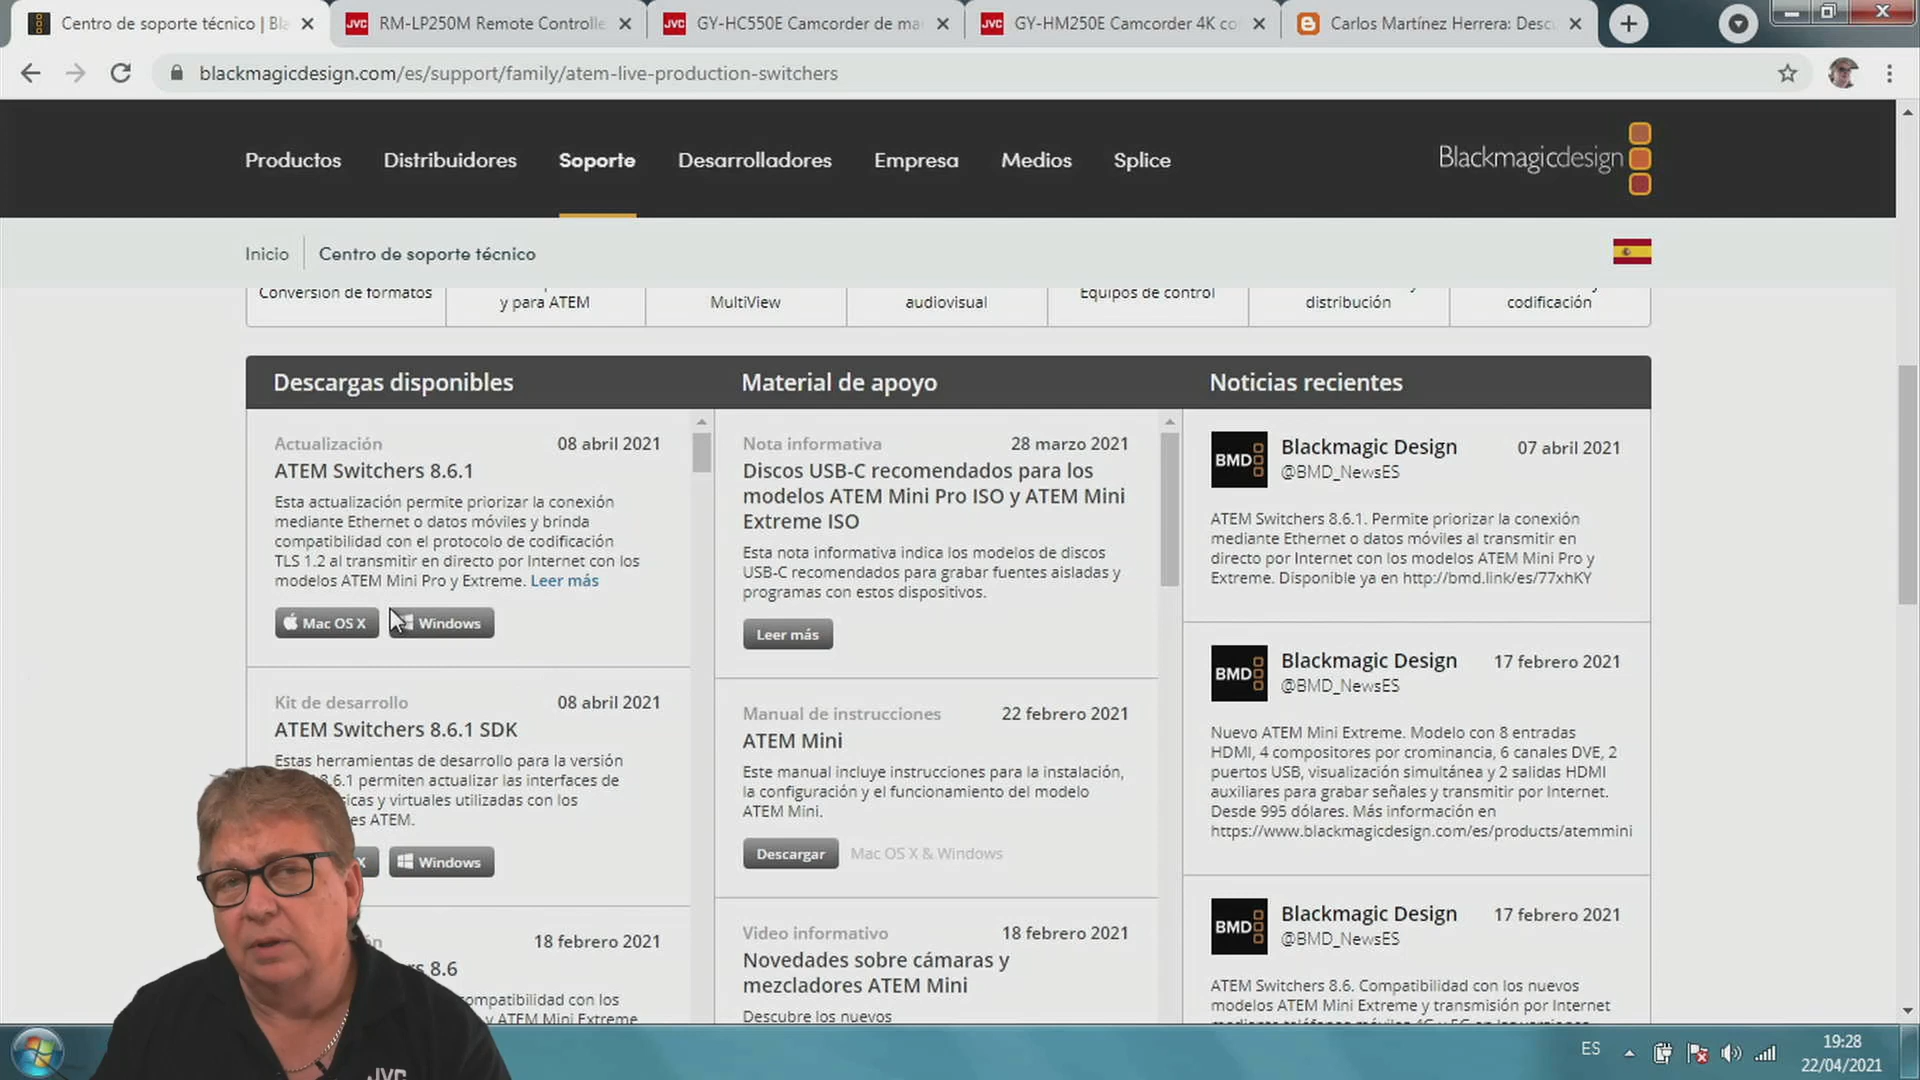 Centro de soporte técnico | Bla
RM-LP250M Remote Controlle
GY-HC550E Camcorder de ma
GY-HM250E Camcorder 4K co
Carlos Martínez Herrera: Desc
blackmagicdesign.com/es/support/family/atem-live-production-switchers
Productos
Distribuidores
Soporte
Desarrolladores
Empresa
Medios
Splice
Blackmagicdesign
Inicio
Centro de soporte técnico
Conversión de formatos
y para ATEM
MultiView
audiovisual
Equipos de control
distribución
codificación
Descargas disponibles
Actualización
08 abril 2021
ATEM Switchers 8.6.1
Esta actualización permite priorizar la conexión
mediante Ethernet o datos móviles y brinda
compatibilidad con el protocolo de codificación
TLS 1.2 al transmitir en directo por Internet con los
modelos ATEM Mini Pro y Extreme. Leer más
Mac OS X
Windows
Kit de desarrollo
08 abril 2021
ATEM Switchers 8.6.1 SDK
Estas herramientas de desarrollo para la versión
8.6.1 permiten actualizar las interfaces de
sicas y virtuales utilizadas con los
es ATEM.
X
Windows
18 febrero 2021
8.6
ompatibilidad con los
y ATEM Mini Extreme
Material de apoyo
Nota informativa
28 marzo 2021
Discos USB-C recomendados para los
modelos ATEM Mini Pro ISO y ATEM Mini
Extreme ISO
Esta nota informativa indica los modelos de discos
USB-C recomendados para grabar fuentes aisladas y
programas con estos dispositivos.
Leer más
Manual de instrucciones
22 febrero 2021
ATEM Mini
Este manual incluye instrucciones para la instalación,
la configuración y el funcionamiento del modelo
ATEM Mini.
Descargar
Mac OS X & Windows
Video informativo
18 febrero 2021
Novedades sobre cámaras y
mezcladores ATEM Mini
Descubre los nuevos
Noticias recientes
BMD
Blackmagic Design
07 abril 2021
@BMD_NewsES
ATEM Switchers 8.6.1. Permite priorizar la conexión
mediante Ethernet o datos móviles al transmitir en
directo por Internet con los modelos ATEM Mini Pro y
Extreme. Disponible ya en http://bmd.link/es/77xhKY
BMD
Blackmagic Design
17 febrero 2021
@BMD_NewsES
Nuevo ATEM Mini Extreme. Modelo con 8 entradas
HDMI, 4 compositores por crominancia, 6 canales DVE, 2
puertos USB, visualización simultánea y 2 salidas HDMI
auxiliares para grabar señales y transmitir por Internet.
Desde 995 dólares. Más información en
https://www.blackmagicdesign.com/es/products/atemmini
BMD
Blackmagic Design
17 febrero 2021
@BMD_NewsES
ATEM Switchers 8.6. Compatibilidad con los nuevos
modelos ATEM Mini Extreme y transmisión por Internet
JVC
ES
19:28
22/04/2021